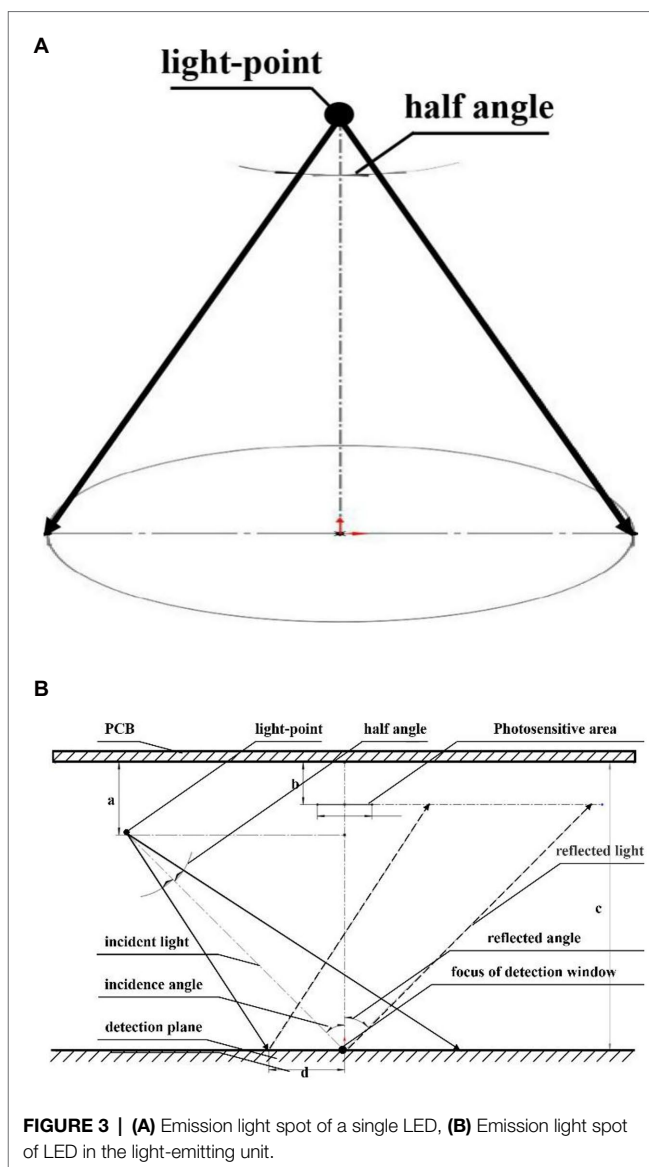 A
light-point
half angle
B
PCB
light-point
half angle
Photosensitive area
a
b
reflected light
c
incident light
reflected angle
incidence angle
focus of detection window
detection plane
d
FIGURE 3 | (A) Emission light spot of a single LED, (B) Emission light spot
of LED in the light-emitting unit.